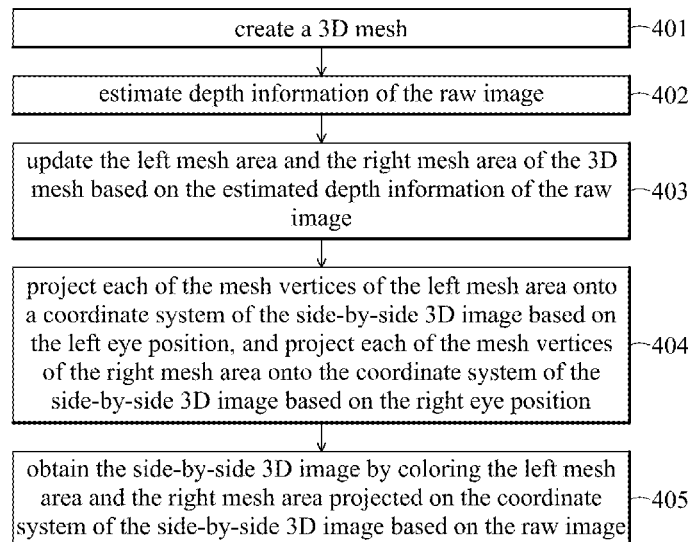 create a 3D mesh
401
estimate depth information of the raw image
402
update the left mesh area and the right mesh area of the 3D
mesh based on the estimated depth information of the raw
image
403
project each of the mesh vertices of the left mesh area onto
a coordinate system of the side-by-side 3D image based on
the left eye position, and project each of the mesh vertices
of the right mesh area onto the coordinate system of the
side-by-side 3D image based on the right eye position
404
obtain the side-by-side 3D image by coloring the left mesh
area and the right mesh area projected on the coordinate
system of the side-by-side 3D image based on the raw image
405